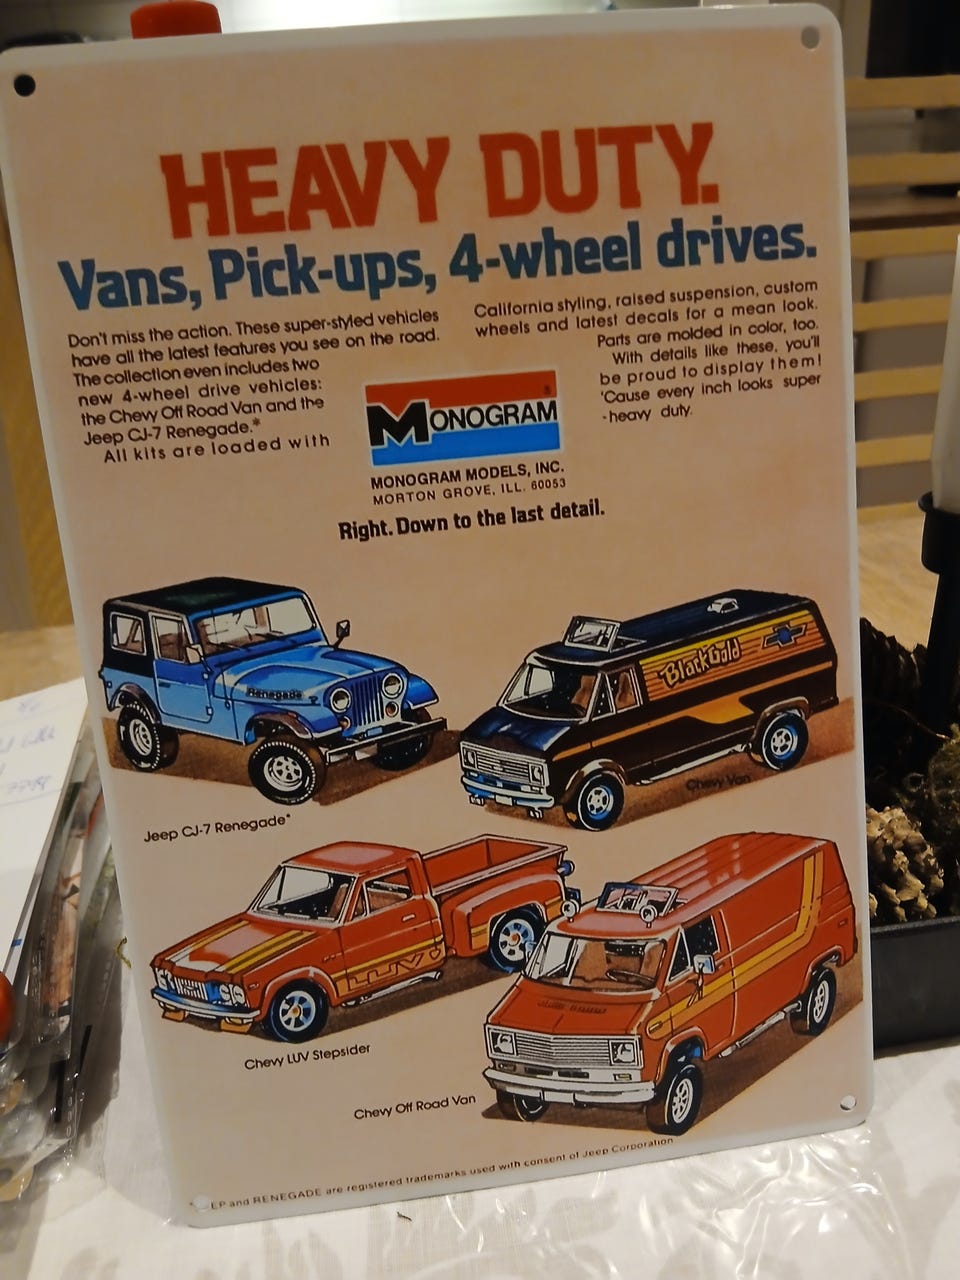 HEAVY DUTY.
Vans, Pick-ups, 4-wheel drives.
Don't miss the action. These super-styled vehicles
have all the latest features you see on the road.
The collection even includes two
new 4-wheel drive vehicles:
the Chevy Off Road Van and the
Jeep CJ-7 Renegade.*
All kits are loaded with
California styling, raised suspension, custom
wheels and latest decals for a mean look.
Parts are molded in color, too.
With details like these, you'll
be proud to display them!
'Cause every inch looks super
-heavy duty.
MONOGRAM
®
MONOGRAM MODELS, INC.
MORTON GROVE, ILL. 60053
Right. Down to the last detail.
Renegade
Black Gold
Jeep CJ-7 Renegade*
Chevy Van
LUV
Chevy LUV Stepsider
Chevy Off Road Van
EP and RENEGADE are registered trademarks used with consent of Jeep Corporation